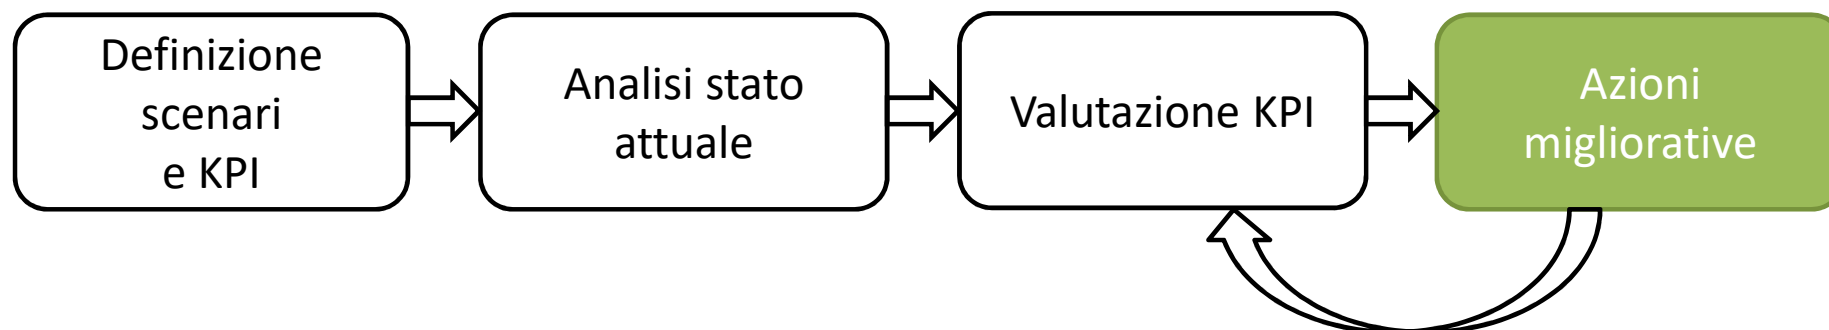 Definizione
scenari
e KPI
Analisi stato
attuale
Valutazione KPI
Azioni
migliorative